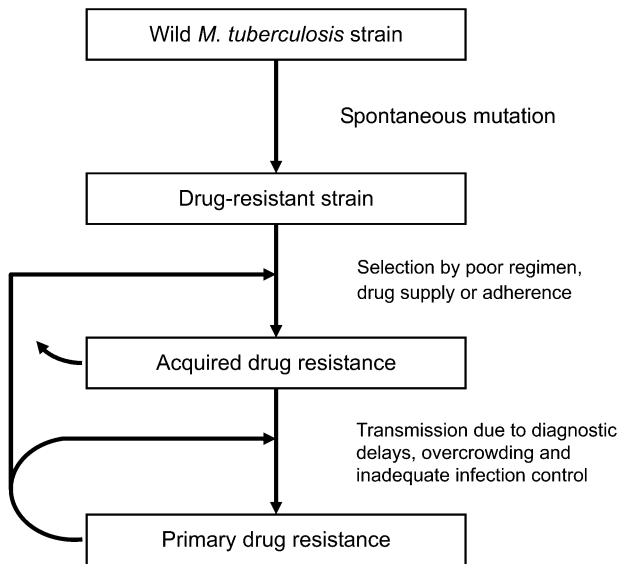 Wild M. tuberculosis strain
Spontaneous mutation
Drug-resistant strain
Selection by poor regimen,
drug supply or adherence
Acquired drug resistance
Transmission due to diagnostic
delays, overcrowding and
inadequate infection control
Primary drug resistance